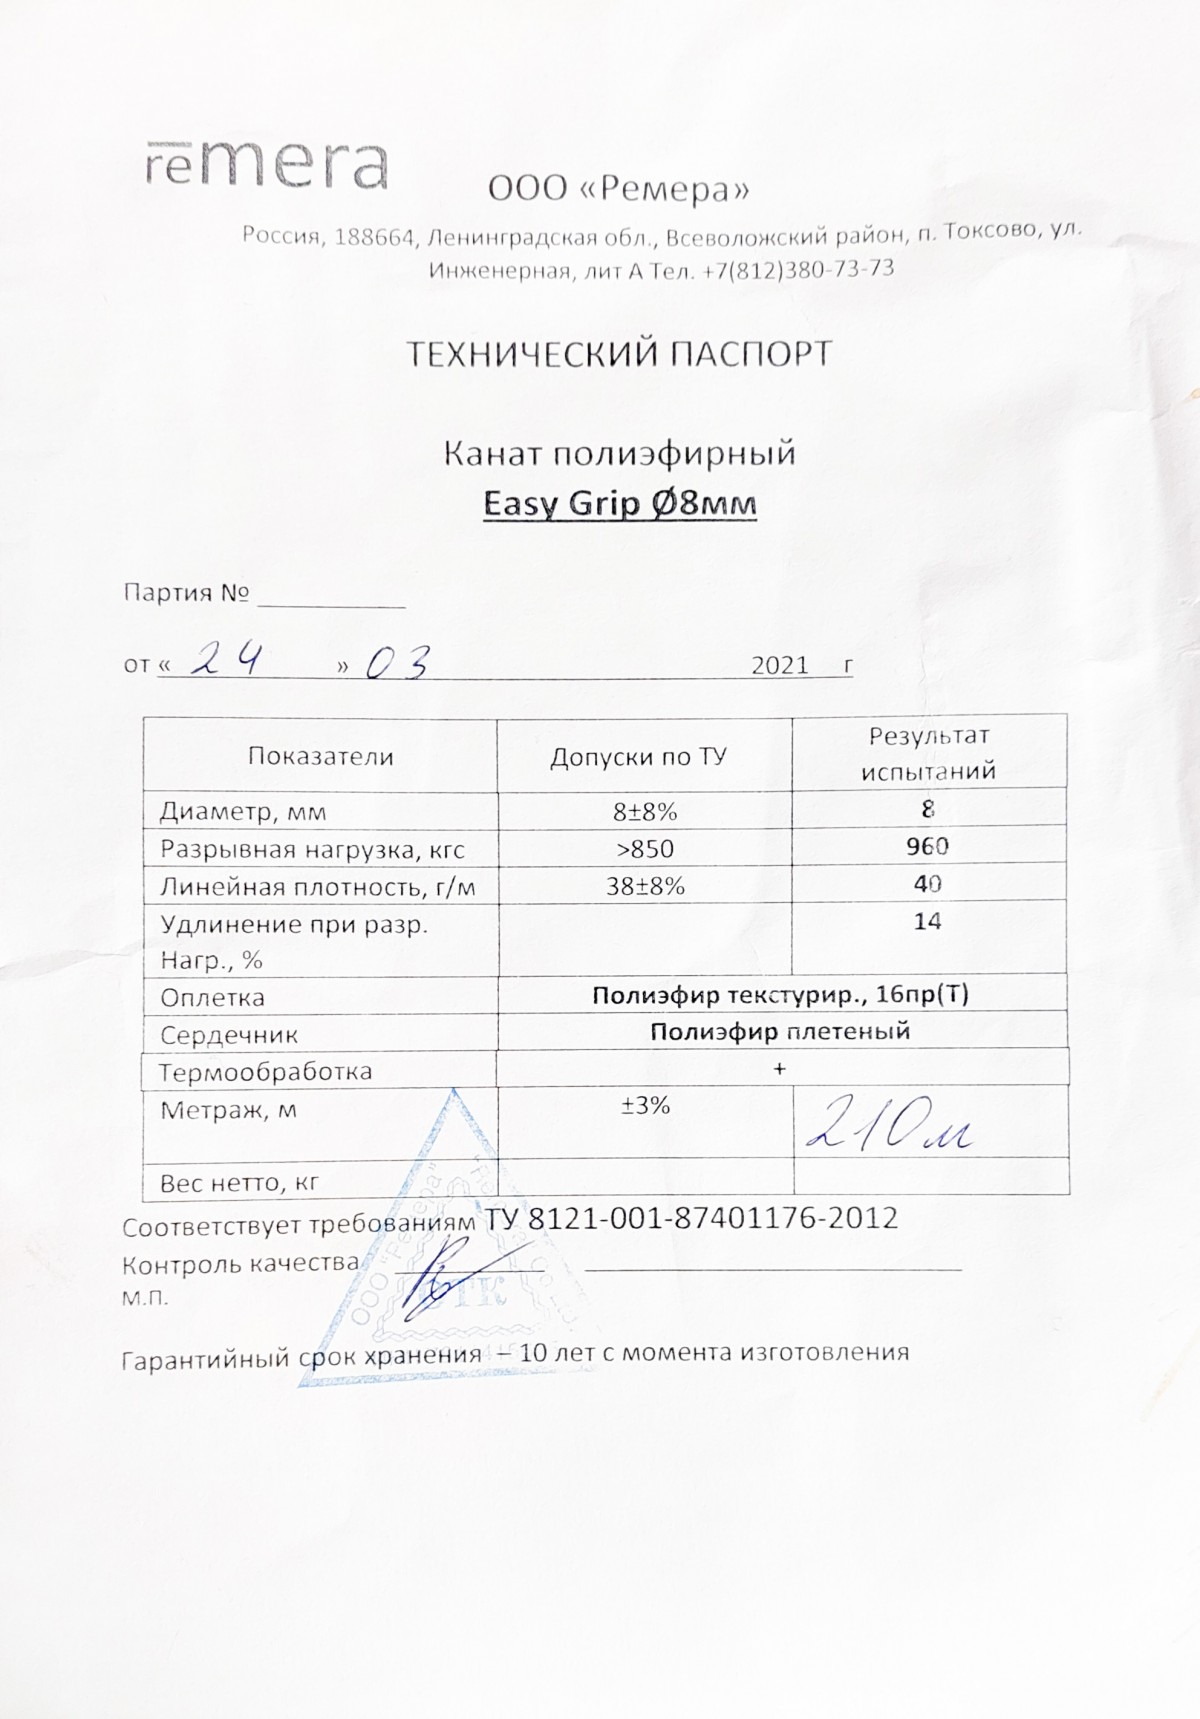 remera
ООО «Ремера»
Россия, 188664, Ленинградская обл., Всеволожский район, п. Токсово, ул.
Инженерная, лит А Тел. +7(812)380-73-73
ТЕХНИЧЕСКИЙ ПАСПОРТ
Канат полиэфирный
Easy Grip Ø8мм
Партия № ___________
от « 24 » 03 2021 г
Показатели Допуски по ТУ Результат
испытаний
Диаметр, мм 8±8% 8
Разрывная нагрузка, кгс >850 960
Линейная плотность, г/м 38±8% 40
Удлинение при разр. 14
Нагр., %
Оплетка Полиэфир текстурир., 16пр(Т)
Сердечник Полиэфир плетеный
Термообработка +
Метраж, м ±3% 210м
Вес нетто, кг
Соответствует требованиям ТУ 8121-001-87401176-2012
Контроль качества
М.П.
ООО "Ремера"
ОТК
Гарантийный срок хранения – 10 лет с момента изготовления